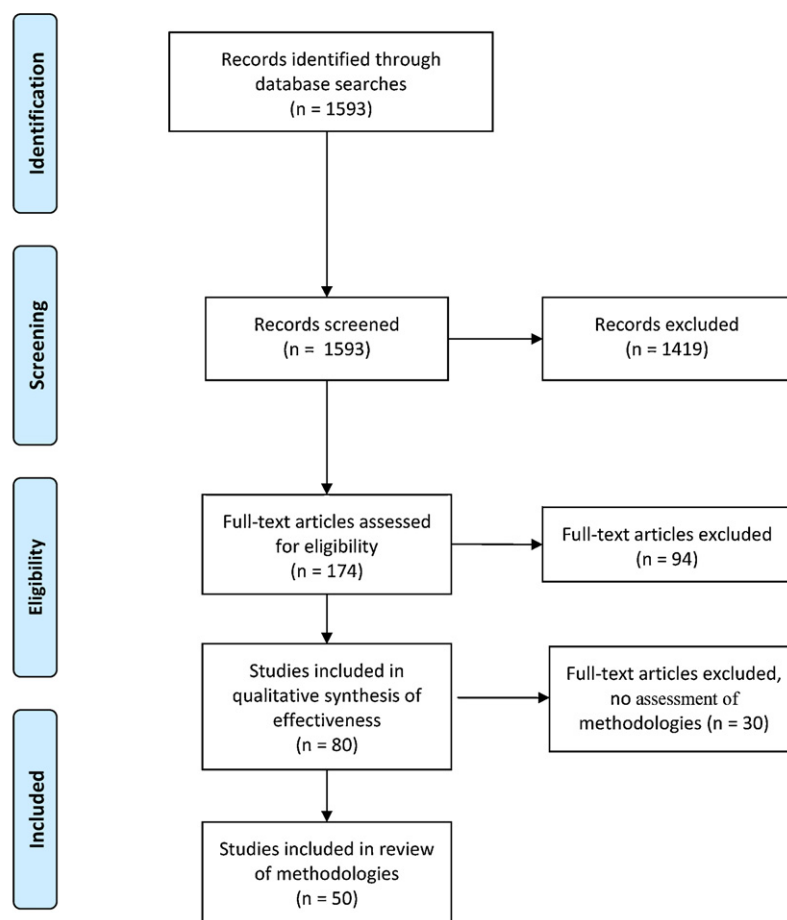 Identification
Records identified through
database searches
(n = 1593)
Screening
Records screened
(n = 1593)
Records excluded
(n = 1419)
Eligibility
Full-text articles assessed
for eligibility
(n = 174)
Full-text articles excluded
(n = 94)
Studies included in
qualitative synthesis of
effectiveness
(n = 80)
Full-text articles excluded,
no assessment of
methodologies (n = 30)
Included
Studies included in review
of methodologies
(n = 50)